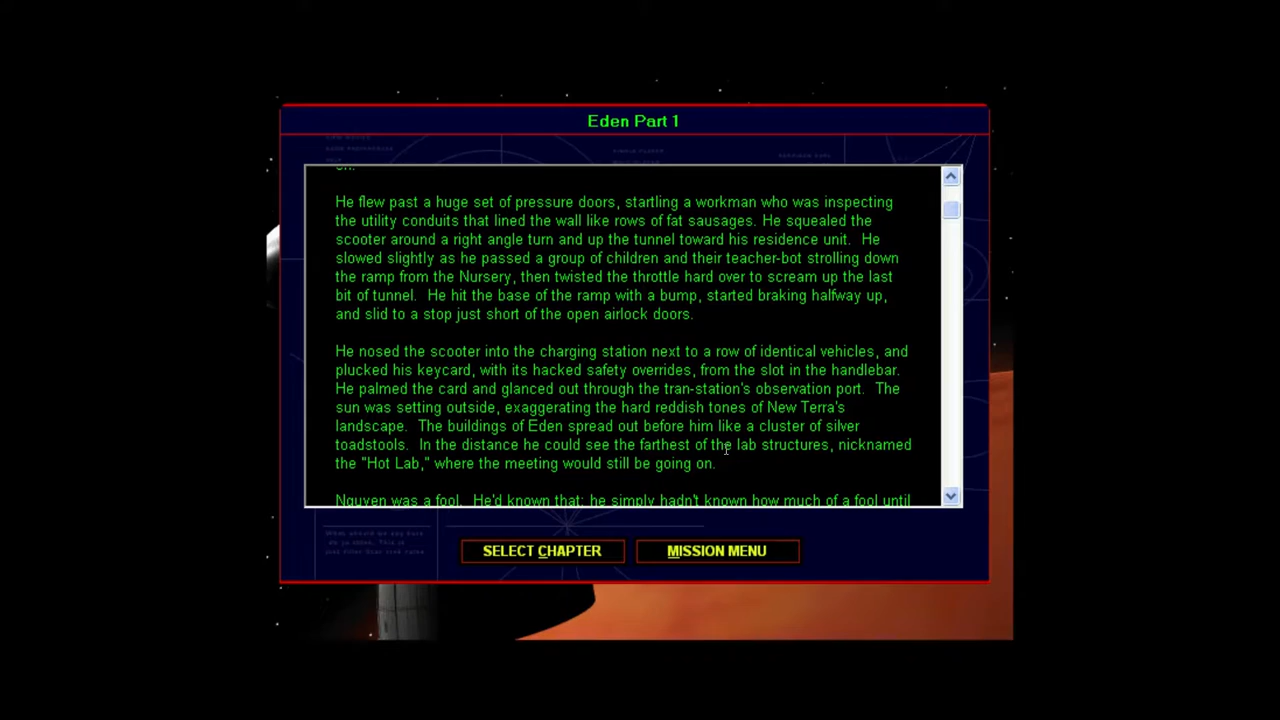 Eden Part 1
on.
He flew past a huge set of pressure doors, startling a workman who was inspecting
the utility conduits that lined the wall like rows of fat sausages. He squealed the
scooter around a right angle turn and up the tunnel toward his residence unit.  He
slowed slightly as he passed a group of children and their teacher-bot strolling down
the ramp from the Nursery, then twisted the throttle hard over to scream up the last
bit of tunnel.  He hit the base of the ramp with a bump, started braking halfway up,
and slid to a stop just short of the open airlock doors.
He nosed the scooter into the charging station next to a row of identical vehicles, and
plucked his keycard, with its hacked safety overrides, from the slot in the handlebar.
He palmed the card and glanced out through the tran-station's observation port.  The
sun was setting outside, exaggerating the hard reddish tones of New Terra's
landscape.  The buildings of Eden spread out before him like a cluster of silver
toadstools.  In the distance he could see the farthest of the lab structures, nicknamed
the "Hot Lab," where the meeting would still be going on.
Nguyen was a fool.  He'd known that; he simply hadn't known how much of a fool until
SELECT CHAPTER
MISSION MENU